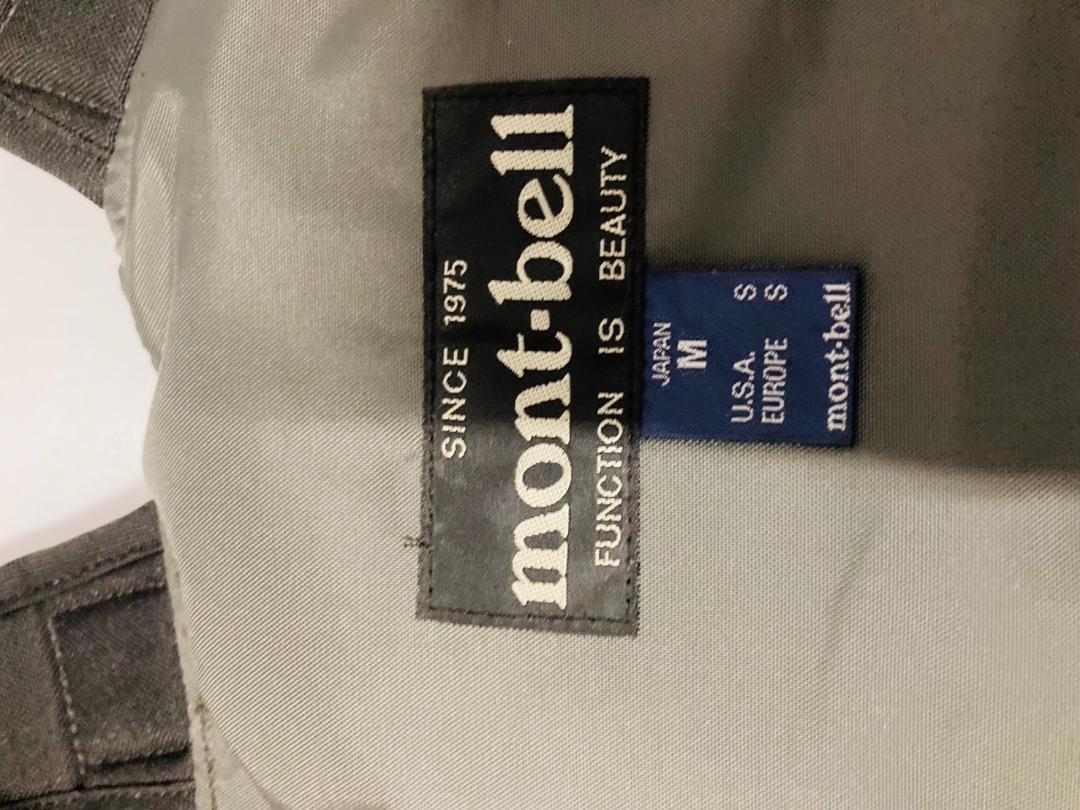 SINCE 1975
mont-bell
FUNCTION IS BEAUTY
JAPAN
M
U.S.A. S
EUROPE S
mont-bell